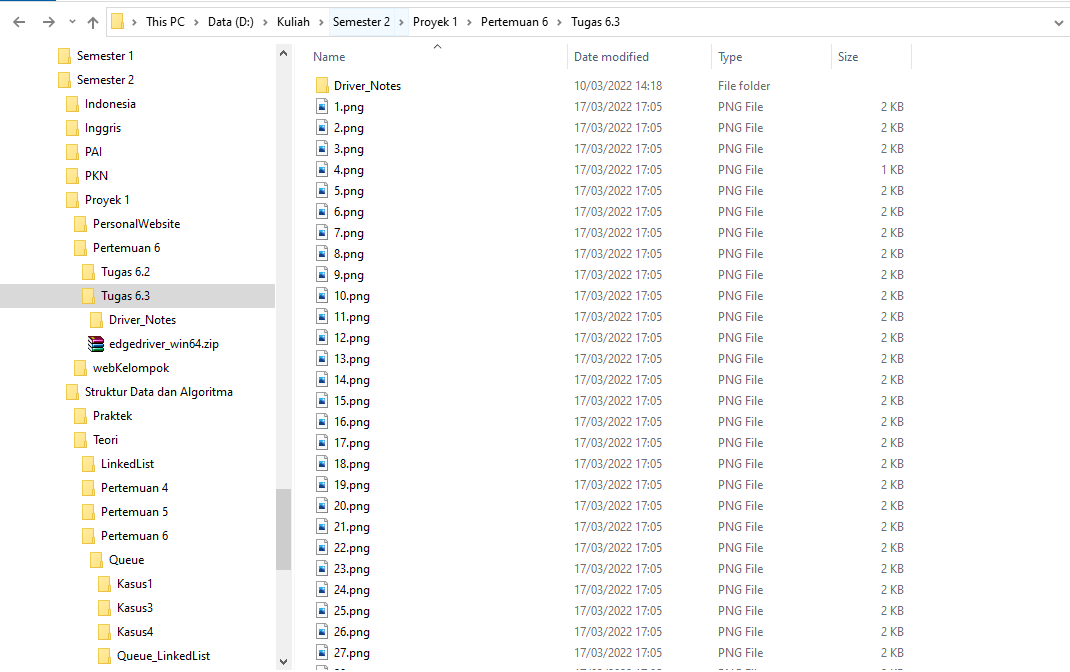 This PC > Data (D:) > Kuliah > Semester 2 > Proyek 1 > Pertemuan 6 > Tugas 6.3
Semester 1
Semester 2
Indonesia
Inggris
PAI
PKN
Proyek 1
PersonalWebsite
Pertemuan 6
Tugas 6.2
Tugas 6.3
Driver_Notes
edgedriver_win64.zip
webKelompok
Struktur Data dan Algoritma
Praktek
Teori
LinkedList
Pertemuan 4
Pertemuan 5
Pertemuan 6
Queue
Kasus1
Kasus3
Kasus4
Queue_LinkedList
Name Date modified Type Size
Driver_Notes 10/03/2022 14:18 File folder
1.png 17/03/2022 17:05 PNG File 2 KB
2.png 17/03/2022 17:05 PNG File 2 KB
3.png 17/03/2022 17:05 PNG File 2 KB
4.png 17/03/2022 17:05 PNG File 1 KB
5.png 17/03/2022 17:05 PNG File 2 KB
6.png 17/03/2022 17:05 PNG File 2 KB
7.png 17/03/2022 17:05 PNG File 2 KB
8.png 17/03/2022 17:05 PNG File 2 KB
9.png 17/03/2022 17:05 PNG File 2 KB
10.png 17/03/2022 17:05 PNG File 2 KB
11.png 17/03/2022 17:05 PNG File 2 KB
12.png 17/03/2022 17:05 PNG File 2 KB
13.png 17/03/2022 17:05 PNG File 2 KB
14.png 17/03/2022 17:05 PNG File 2 KB
15.png 17/03/2022 17:05 PNG File 2 KB
16.png 17/03/2022 17:05 PNG File 2 KB
17.png 17/03/2022 17:05 PNG File 2 KB
18.png 17/03/2022 17:05 PNG File 2 KB
19.png 17/03/2022 17:05 PNG File 2 KB
20.png 17/03/2022 17:05 PNG File 2 KB
21.png 17/03/2022 17:05 PNG File 2 KB
22.png 17/03/2022 17:05 PNG File 2 KB
23.png 17/03/2022 17:05 PNG File 2 KB
24.png 17/03/2022 17:05 PNG File 2 KB
25.png 17/03/2022 17:05 PNG File 2 KB
26.png 17/03/2022 17:05 PNG File 2 KB
27.png 17/03/2022 17:05 PNG File 2 KB